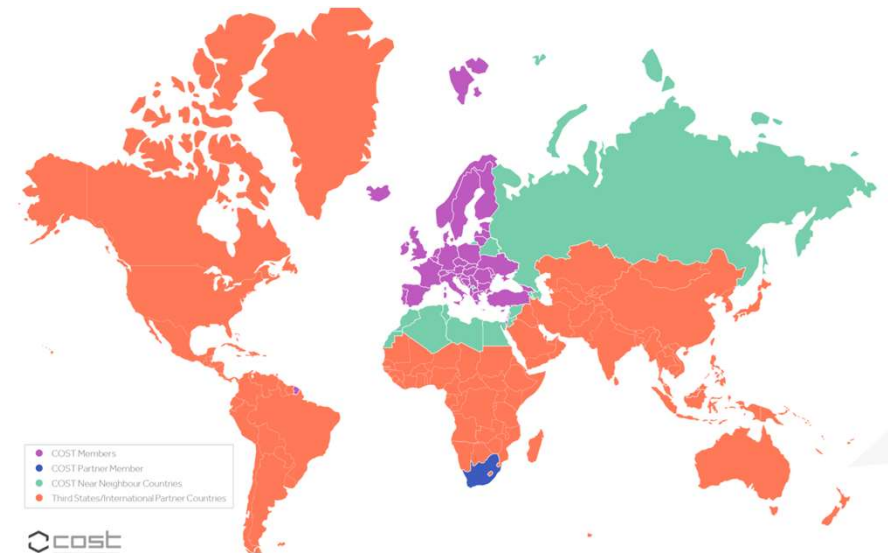 COST Members
COST Partner Member
COST Near Neighbour Countries
Third States/International Partner Countries
cost